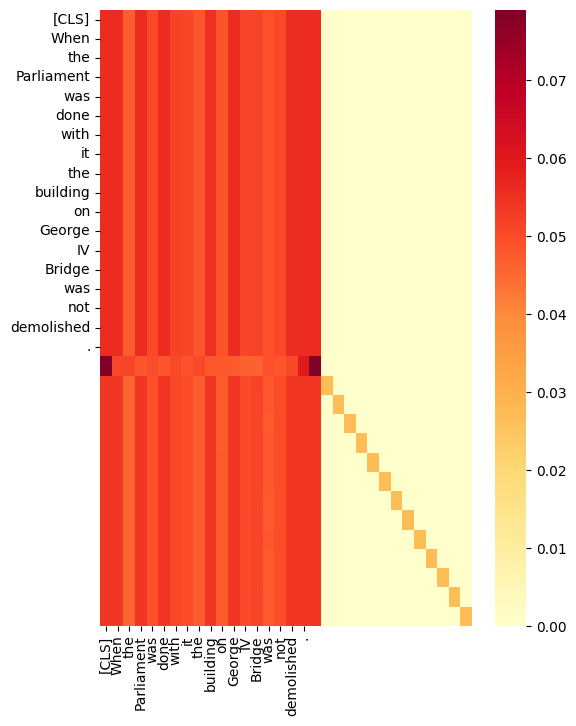 [CLS]
When
the
Parliament
was
done
with
it
the
building
on
George
IV
Bridge
was
not
demolished
.
0.07
0.06
0.05
0.04
0.03
0.02
0.01
0.00
[CLS] When the Parliament was done with it the building on George IV Bridge was not demolished .